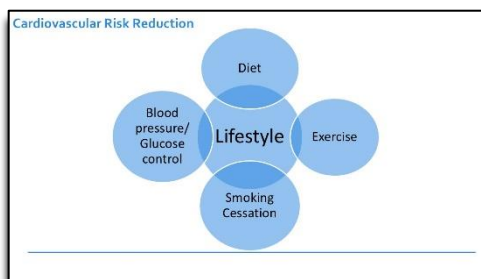 Cardiovascular Risk Reduction
Diet
Blood
pressure/
Glucose
control
Lifestyle
Exercise
Smoking
Cessation